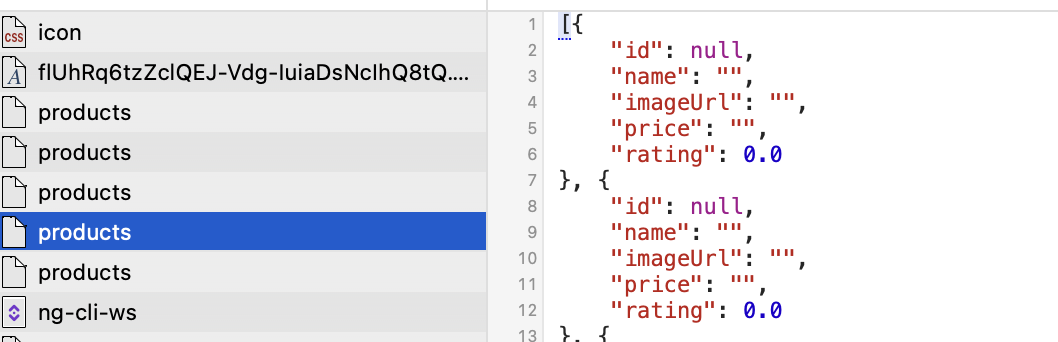 icon
flUhRq6tzZclQEJ-Vdg-IuiaDsNcIhQ8tQ....
products
products
products
products
products
ng-cli-ws
1 [{
2 "id": null,
3 "name": "",
4 "imageUrl": "",
5 "price": "",
6 "rating": 0.0
7 }, {
8 "id": null,
9 "name": "",
10 "imageUrl": "",
11 "price": "",
12 "rating": 0.0
13 }, {